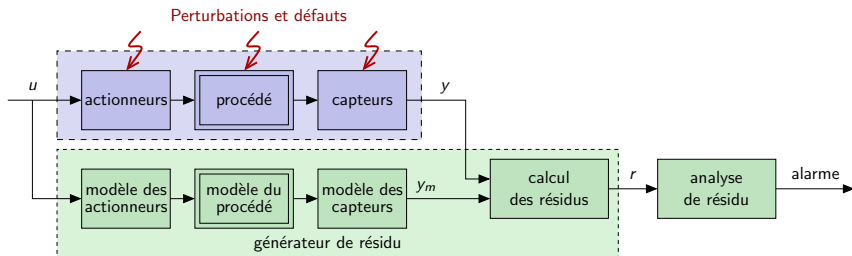 Perturbations et défauts
u
actionneurs
procédé
capteurs
y
modèle des
actionneurs
modèle du
procédé
modèle des
capteurs
y_m
calcul
des résidus
r
analyse
de résidu
alarme
générateur de résidu